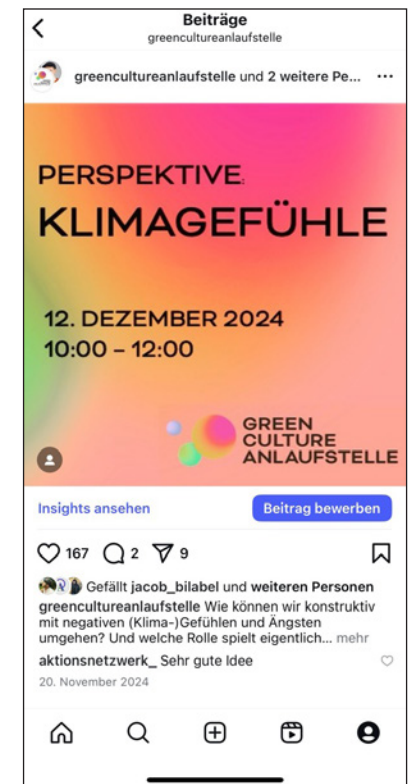 Beiträge
greencultureanlaufstelle
greencultureanlaufstelle und 2 weitere Pe...
PERSPEKTIVE:
KLIMAGEFÜHLE
12. DEZEMBER 2024
10:00 – 12:00
GREEN
CULTURE
ANLAUFSTELLE
Insights ansehen
Beitrag bewerben
167 2 9
Gefällt jacob_bilabel und weiteren Personen
greencultureanlaufstelle Wie können wir konstruktiv
mit negativen (Klima-)Gefühlen und Ängsten
umgehen? Und welche Rolle spielt eigentlich... mehr
aktionsnetzwerk_ Sehr gute Idee
20. November 2024